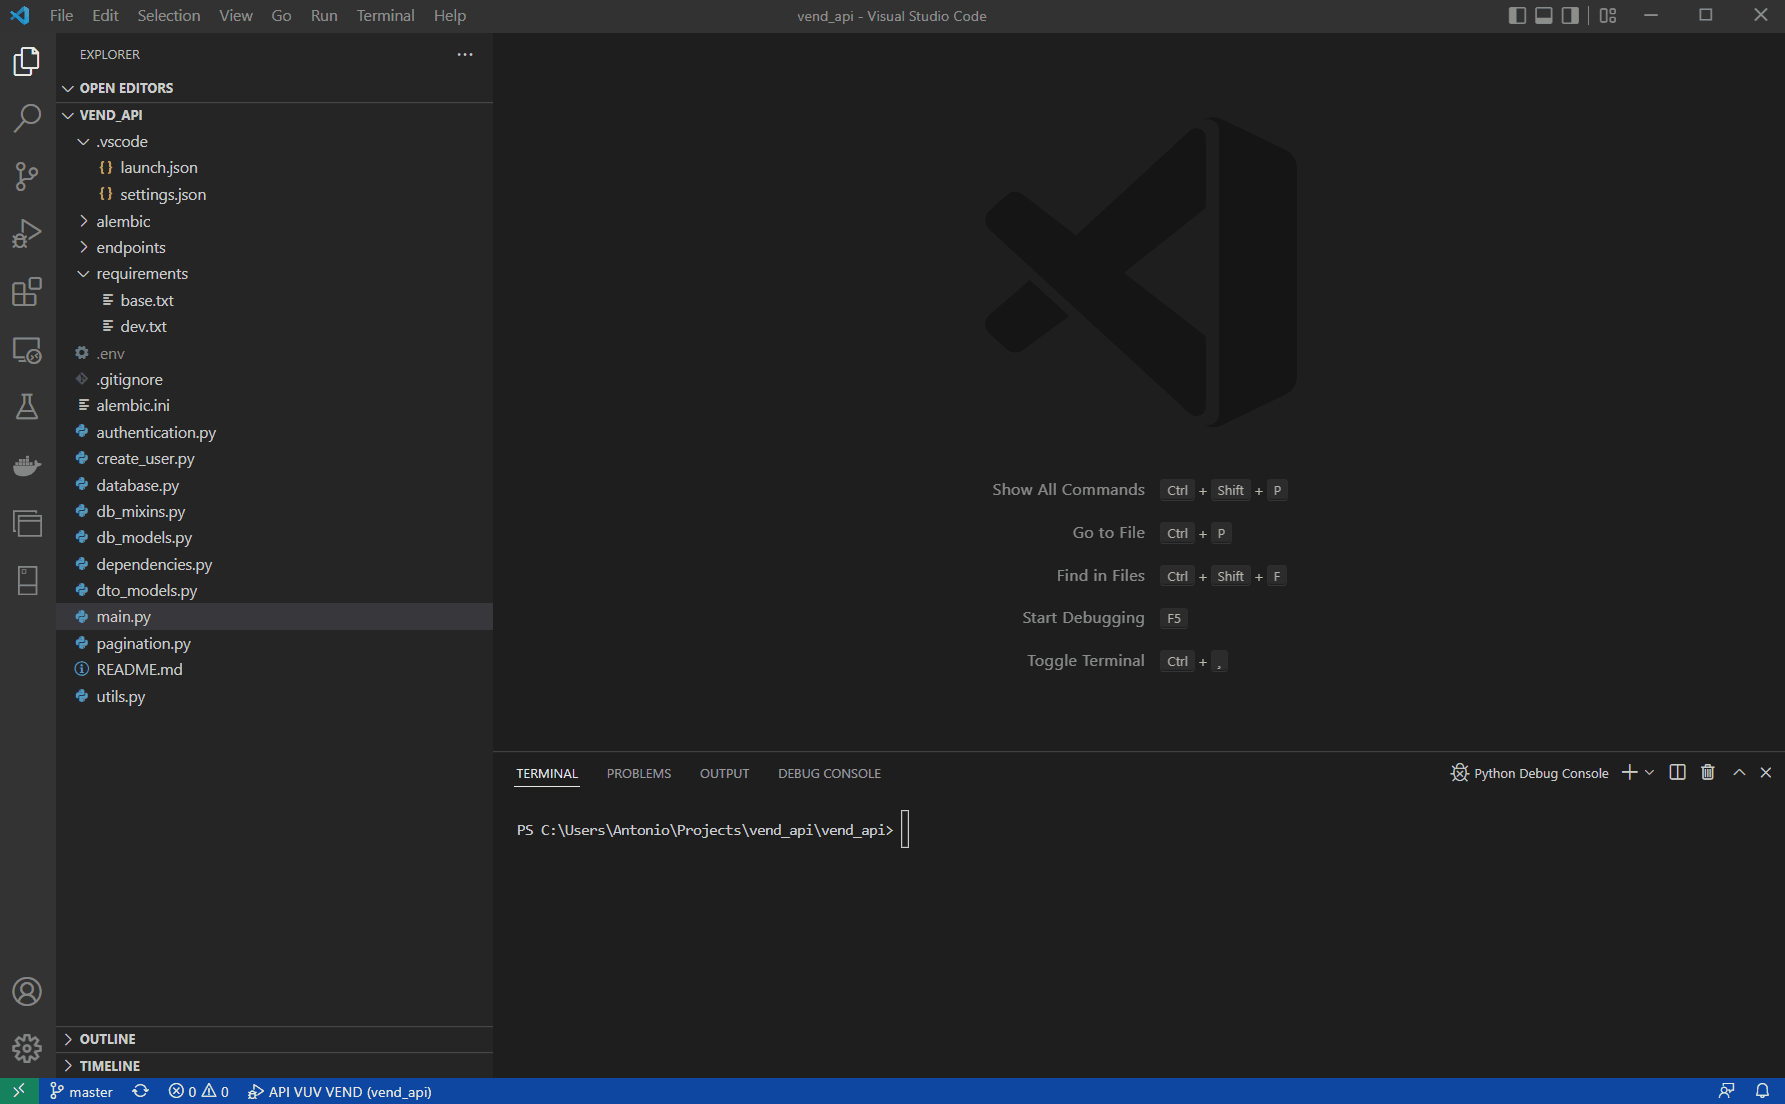 File Edit Selection View Go Run Terminal Help
vend_api - Visual Studio Code
EXPLORER
OPEN EDITORS
VEND_API
.vscode
launch.json
settings.json
alembic
endpoints
requirements
base.txt
dev.txt
.env
.gitignore
alembic.ini
authentication.py
create_user.py
database.py
db_mixins.py
db_models.py
dependencies.py
dto_models.py
main.py
pagination.py
README.md
utils.py
OUTLINE
TIMELINE
Show All Commands Ctrl + Shift + P
Go to File Ctrl + P
Find in Files Ctrl + Shift + F
Start Debugging F5
Toggle Terminal Ctrl + ¸
TERMINAL PROBLEMS OUTPUT DEBUG CONSOLE
Python Debug Console
PS C:\Users\Antonio\Projects\vend_api\vend_api>
master 0 0 API VUV VEND (vend_api)